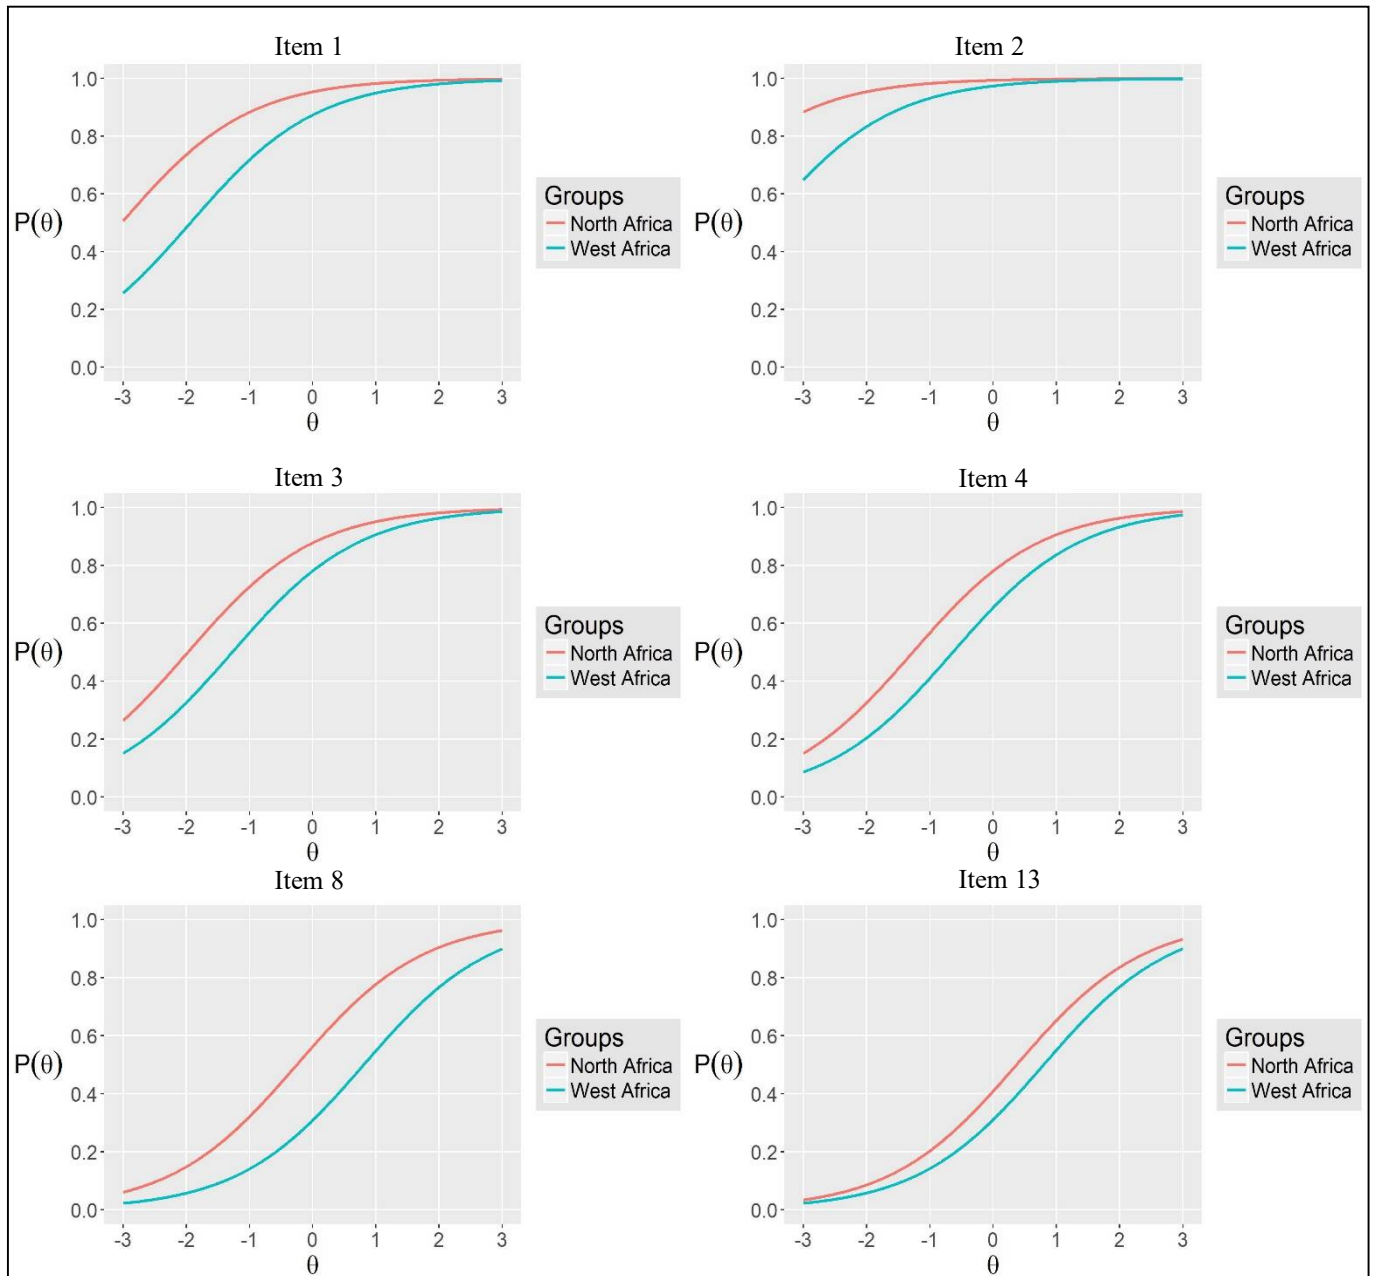 Item 1
1.0
0.8
0.6
0.4
0.2
0.0
P(θ)
-3 -2 -1 0 1 2 3
θ
Groups
North Africa
West Africa
Item 2
1.0
0.8
0.6
0.4
0.2
0.0
P(θ)
-3 -2 -1 0 1 2 3
θ
Groups
North Africa
West Africa
Item 3
1.0
0.8
0.6
0.4
0.2
0.0
P(θ)
-3 -2 -1 0 1 2 3
θ
Groups
North Africa
West Africa
Item 4
1.0
0.8
0.6
0.4
0.2
0.0
P(θ)
-3 -2 -1 0 1 2 3
θ
Groups
North Africa
West Africa
Item 8
1.0
0.8
0.6
0.4
0.2
0.0
P(θ)
-3 -2 -1 0 1 2 3
θ
Groups
North Africa
West Africa
Item 13
1.0
0.8
0.6
0.4
0.2
0.0
P(θ)
-3 -2 -1 0 1 2 3
θ
Groups
North Africa
West Africa